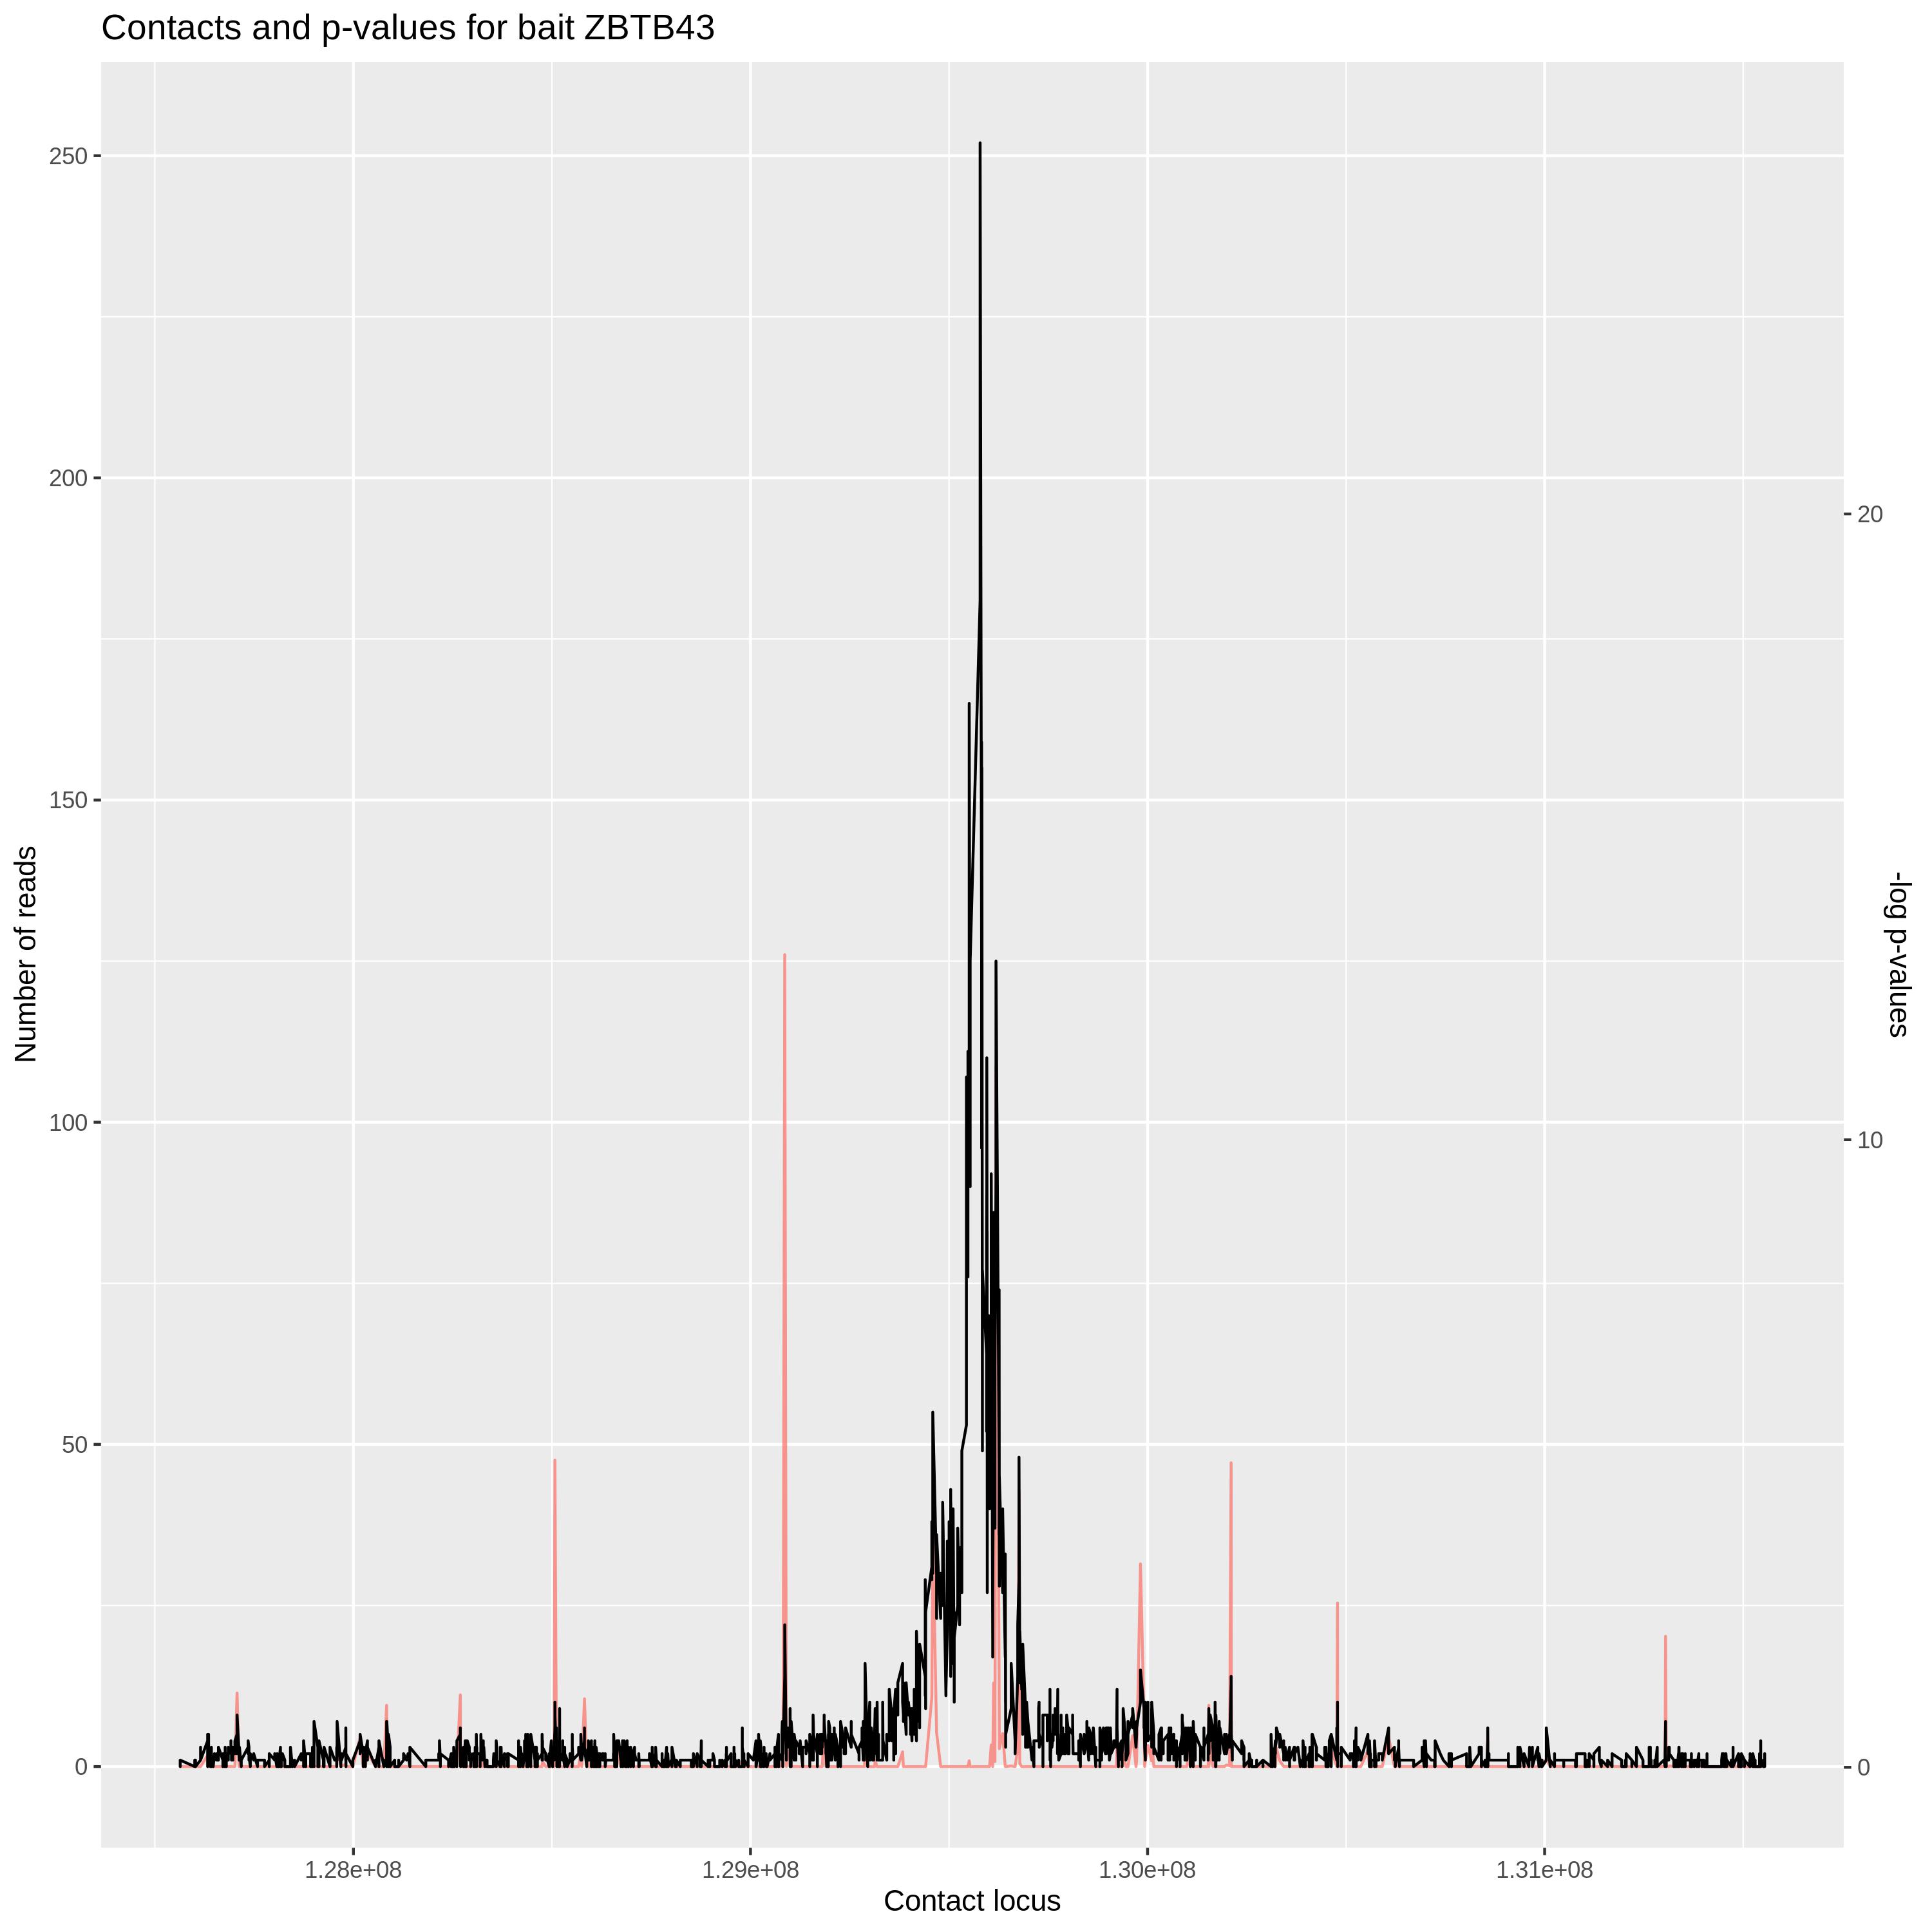 Contacts and p-values for bait ZBTB43
250
200
150
100
50
0
Number of reads
20
10
0
-log p-values
1.28e+08
1.29e+08
1.30e+08
1.31e+08
Contact locus